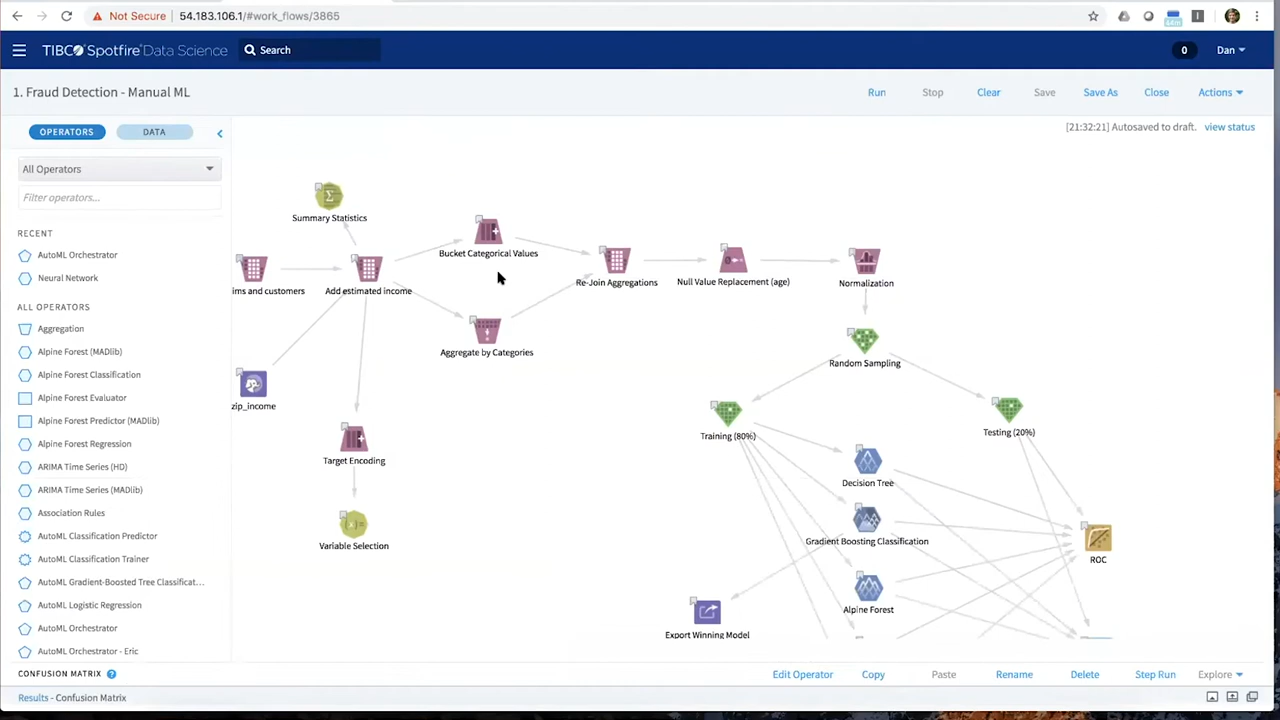 Not Secure 54.183.106.1/#work_flows/3865
TIBCO Spotfire Data Science
Search
0
Dan
1. Fraud Detection - Manual ML
Run
Stop
Clear
Save
Save As
Close
Actions
OPERATORS
DATA
[21:32:21] Autosaved to draft. view status
All Operators
Filter operators...
RECENT
AutoML Orchestrator
Neural Network
ALL OPERATORS
Aggregation
Alpine Forest (MADlib)
Alpine Forest Classification
Alpine Forest Evaluator
Alpine Forest Predictor (MADlib)
Alpine Forest Regression
ARIMA Time Series (HD)
ARIMA Time Series (MADlib)
Association Rules
AutoML Classification Predictor
AutoML Classification Trainer
AutoML Gradient-Boosted Tree Classificat...
AutoML Logistic Regression
AutoML Orchestrator
AutoML Orchestrator - Eric
Summary Statistics
Bucket Categorical Values
ims and customers
Add estimated income
Re-Join Aggregations
Null Value Replacement (age)
Normalization
Aggregate by Categories
Random Sampling
zip_income
Training (80%)
Testing (20%)
Target Encoding
Decision Tree
Variable Selection
Gradient Boosting Classification
ROC
Alpine Forest
Export Winning Model
CONFUSION MATRIX ?
Edit Operator
Copy
Paste
Rename
Delete
Step Run
Explore
Results - Confusion Matrix